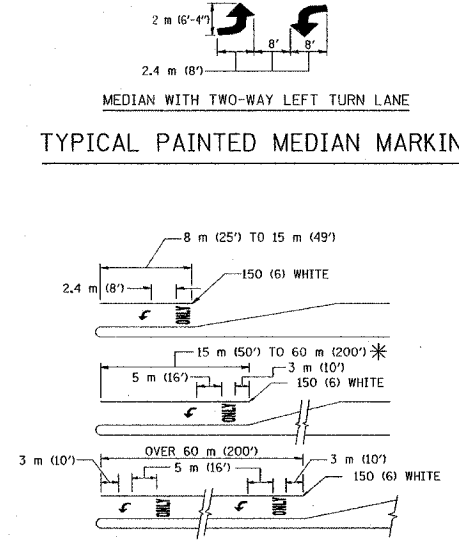 2 m (6'-4")
8' 8'
2.4 m (8')
MEDIAN WITH TWO-WAY LEFT TURN LANE
TYPICAL PAINTED MEDIAN MARKIN
8 m (25') TO 15 m (49')
150 (6) WHITE
2.4 m (8')
ONLY
15 m (50') TO 60 m (200') *
5 m (16') 3 m (10')
150 (6) WHITE
ONLY
OVER 60 m (200')
3 m (10') 5 m (16') 3 m (10')
150 (6) WHITE
ONLY ONLY